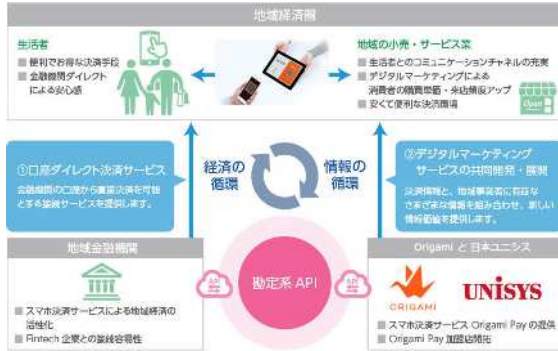 地域経済圏
生活者
便利でお得な決済手段
金融機関ダイレクト
による安心感
地域の小売・サービス業
生活者とのコミュニケーションチャネルの充実
デジタルマーケティングによる
消費者の購買単価・来店頻度アップ
安くて便利な決済環境
Open
①口座ダイレクト決済サービス
金融機関の口座から直接決済を可能
とする接続サービスを提供します。
経済の
循環
情報の
循環
②デジタルマーケティング
サービスの共同開発・展開
決済情報と、地域事業者に有益な
さまざまな情報を組み合わせ、新しい
情報価値を提供します。
地域金融機関
スマホ決済サービスによる地域経済の
活性化
Fintech 企業との接続容易性
API
勘定系 API
API
Origami と 日本ユニシス
ORIGAMI
UNISYS
スマホ決済サービス Origami Pay の提供
Origami Pay 加盟店開拓